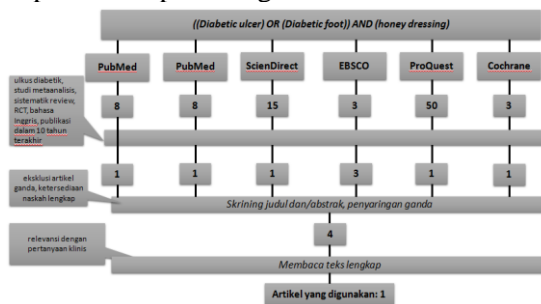 ((Diabetic ulcer) OR (Diabetic foot)) AND (honey dressing)
PubMed
PubMed
ScienDirect
EBSCO
ProQuest
Cochrane
ulkus diabetik,
studi metaanalisis,
sistematik review,
RCT, bahasa
Inggris, publikasi
dalam 10 tahun
terakhir
8
8
15
3
50
3
1
1
1
3
1
1
eksklusi artikel
ganda, ketersediaan
naskah lengkap
Skrining judul dan/abstrak, penyaringan ganda
4
relevansi dengan
pertanyaan klinis
Membaca teks lengkap
Artikel yang digunakan: 1